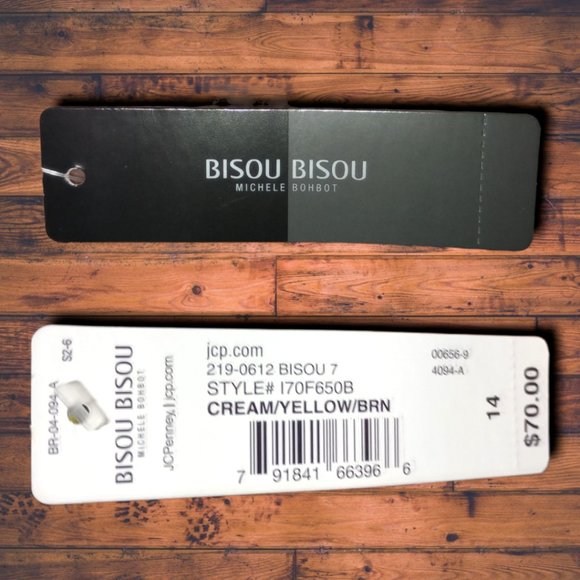 BISOU BISOU
MICHELE BOHBOT
BR-04-094-A
S2-6
BISOU BISOU
MICHELE BOHBOT
JCPenney | jcp.com
jcp.com
219-0612 BISOU 7
STYLE# I70F650B
CREAM/YELLOW/BRN
7 91841 66396 6
00656-9
4094-A
14
$70.00